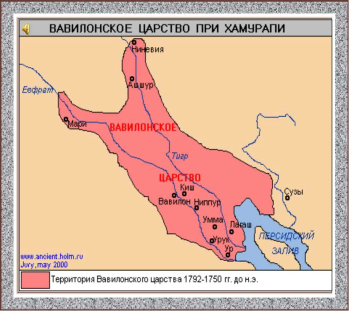 ВАВИЛОНСКОЕ ЦАРСТВО ПРИ ХАМУРАПИ
Ниневия
Ашшур
Евфрат
Мари
ВАВИЛОНСКОЕ
Тигр
ЦАРСТВО
Киш
Сузы
Вавилон
Ниппур
Умма
Лагаш
Урук
Ур
ПЕРСИДСКИЙ
ЗАЛИВ
www.ancient.holm.ru
Juvy, may 2000
Территория Вавилонского царства 1792-1750 гг. до н.э.